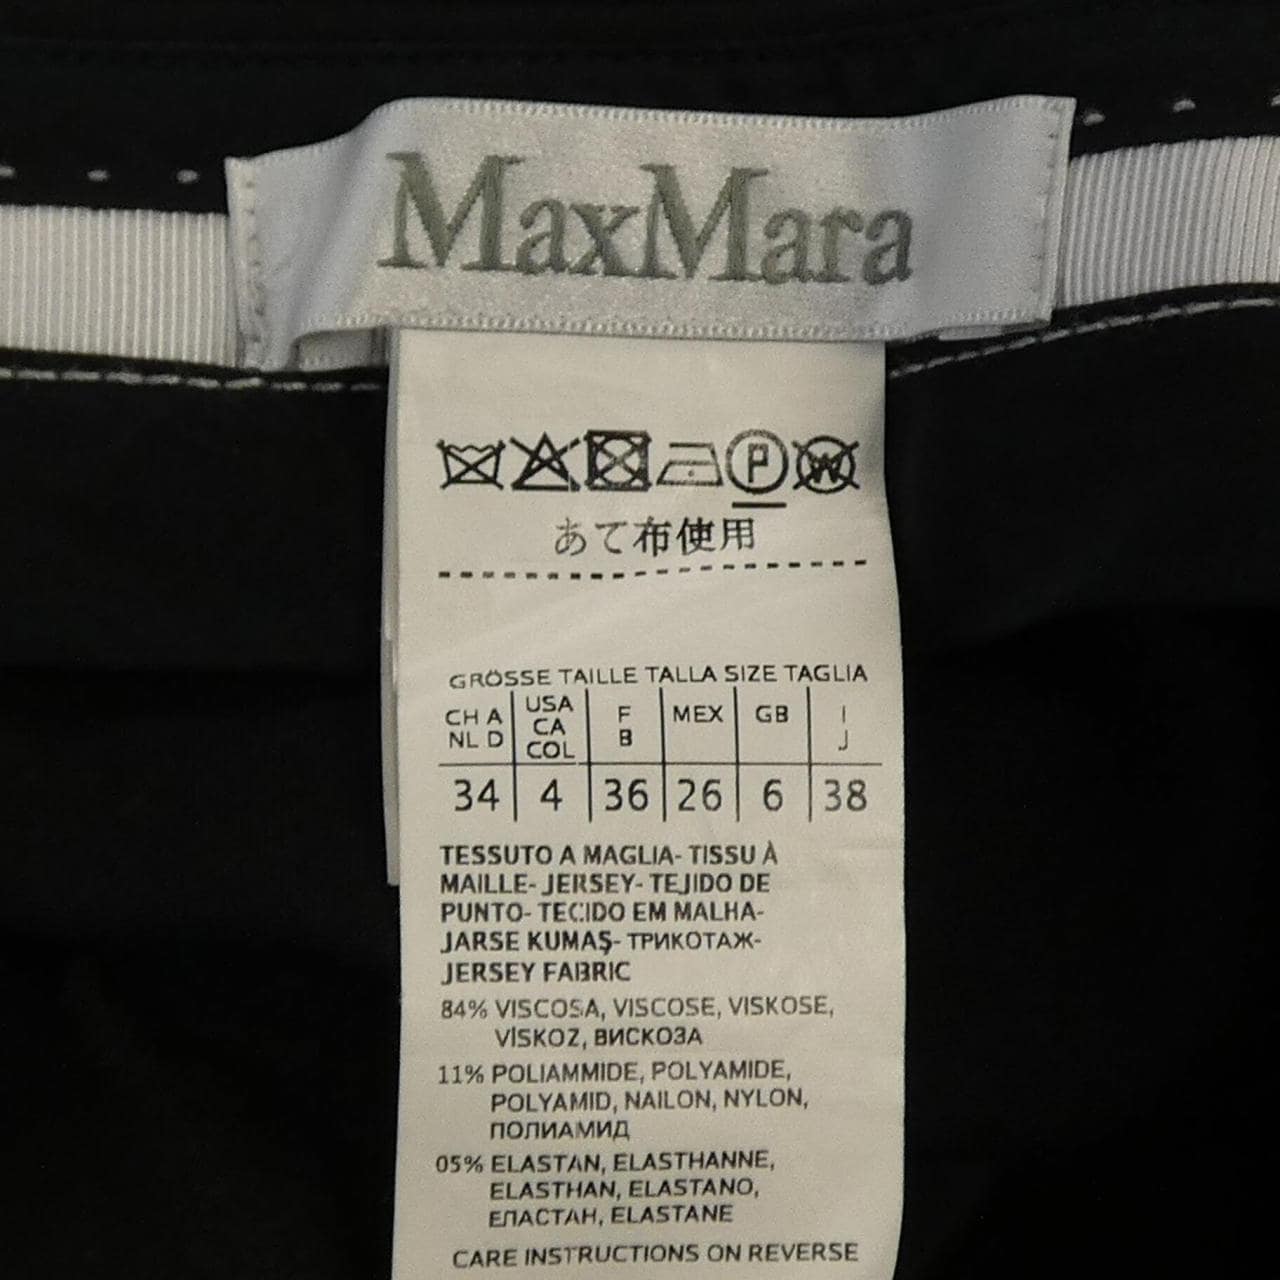 MaxMara
P W
あて布使用
GRÖSSE TAILLE TALLA SIZE TAGLIA
CH A NL D USA CA COL F B MEX GB I J
34 4 36 26 6 38
TESSUTO A MAGLIA- TISSU À
MAILLE- JERSEY- TEJIDO DE
PUNTO- TECIDO EM MALHA-
JARSE KUMAŞ- ТРИКОТАЖ-
JERSEY FABRIC
84% VISCOSA, VISCOSE, VISKOSE,
VİSKOZ, ВИСКОЗА
11% POLIAMMIDE, POLYAMIDE,
POLYAMID, NAILON, NYLON,
ПОЛИАМИД
05% ELASTAN, ELASTHANNE,
ELASTHAN, ELASTANO,
ЕЛАСТАН, ELASTANE
CARE INSTRUCTIONS ON REVERSE